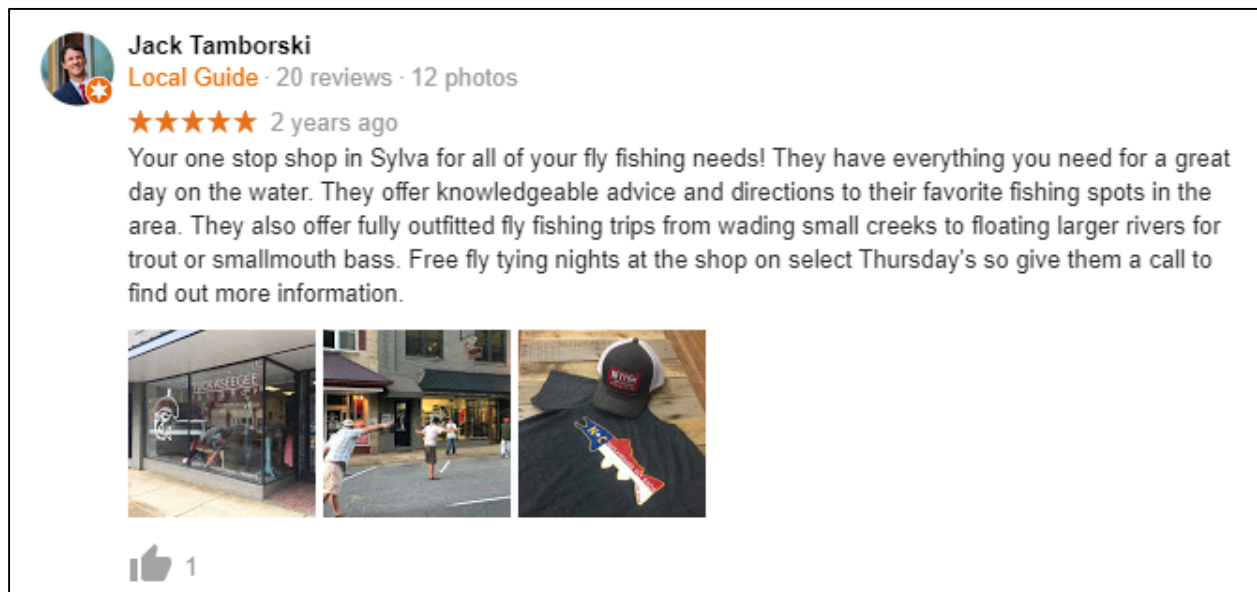 Jack Tamborski
Local Guide · 20 reviews · 12 photos
★★★★★ 2 years ago
Your one stop shop in Sylva for all of your fly fishing needs! They have everything you need for a great
day on the water. They offer knowledgeable advice and directions to their favorite fishing spots in the
area. They also offer fully outfitted fly fishing trips from wading small creeks to floating larger rivers for
trout or smallmouth bass. Free fly tying nights at the shop on select Thursday's so give them a call to
find out more information.
TUCKASEEGEE
N C
1